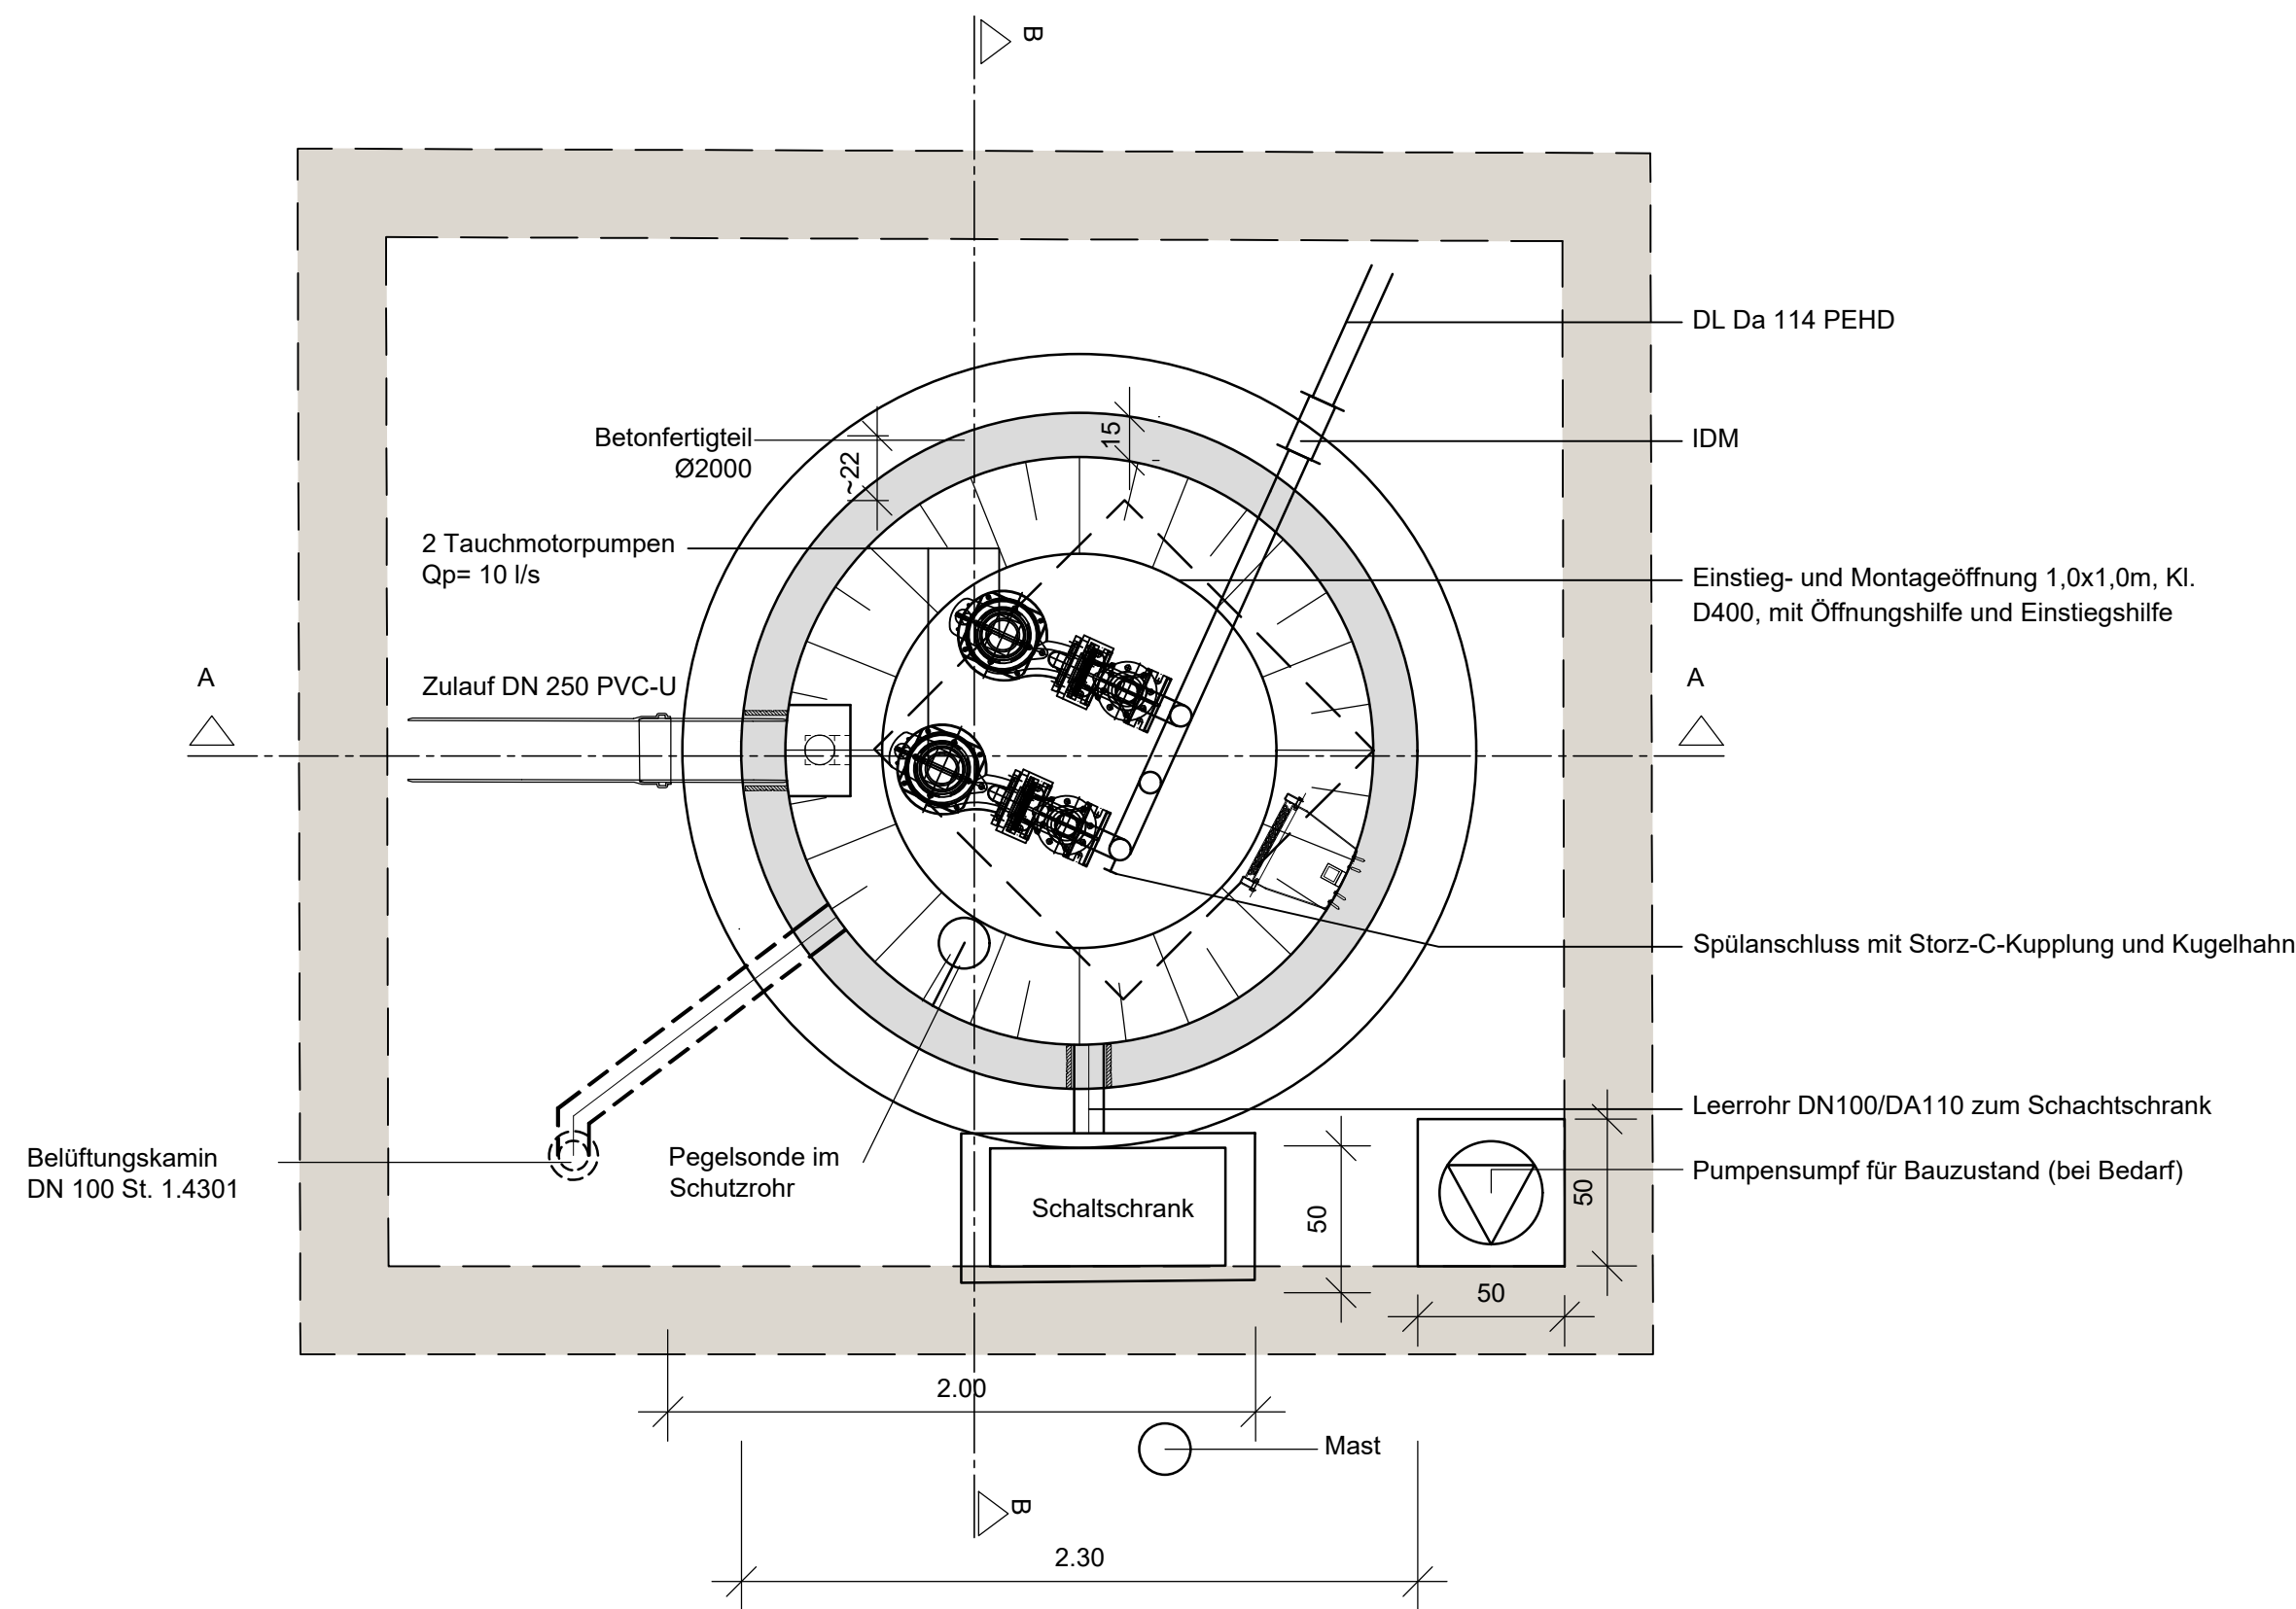 B
DL Da 114 PEHD
Betonfertigteil
Ø2000
~22
15
IDM
2 Tauchmotorpumpen
Qp= 10 l/s
Einstieg- und Montageöffnung 1,0x1,0m, Kl.
D400, mit Öffnungshilfe und Einstiegshilfe
A
Zulauf DN 250 PVC-U
A
Spülanschluss mit Storz-C-Kupplung und Kugelhahn
Leerrohr DN100/DA110 zum Schachtschrank
Belüftungskamin
DN 100 St. 1.4301
Pegelsonde im
Schutzrohr
Pumpensumpf für Bauzustand (bei Bedarf)
Schaltschrank
50
50
50
2.00
Mast
B
2.30